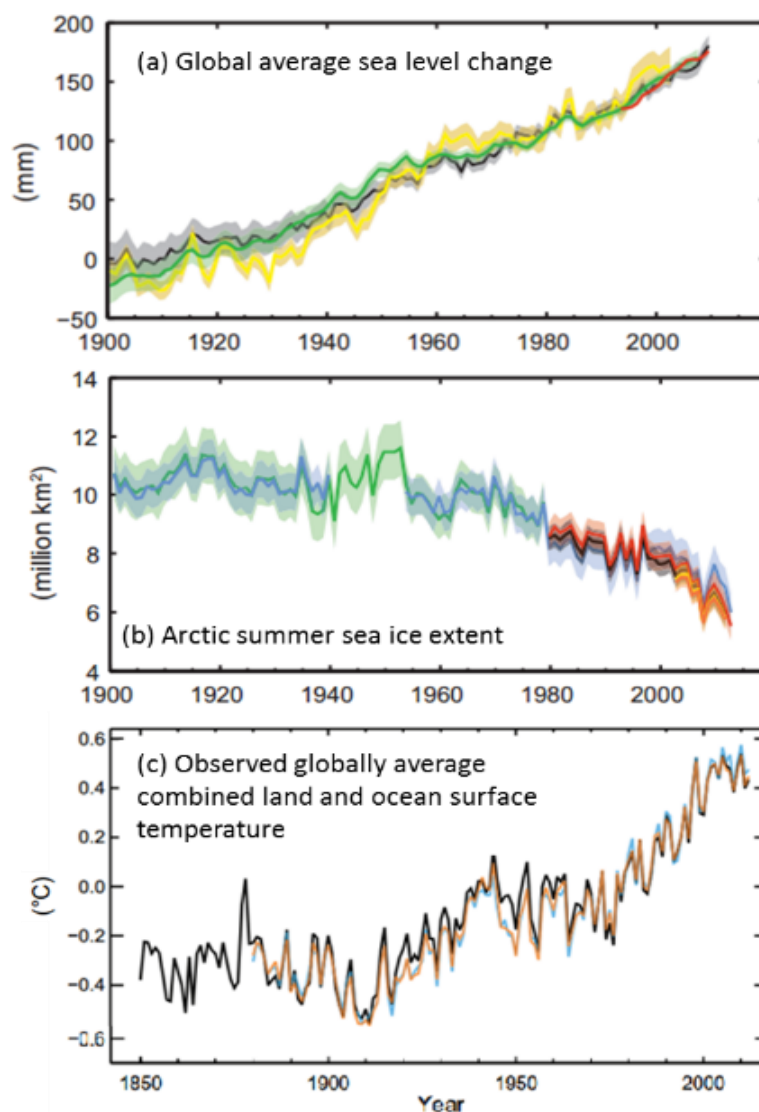 200
(a) Global average sea level change
150
100
50
0
−50
(mm)
1900 1920 1940 1960 1980 2000
14
12
10
8
6
4
(million km²)
(b) Arctic summer sea ice extent
1900 1920 1940 1960 1980 2000
0.6
(c) Observed globally average
combined land and ocean surface
temperature
0.4
0.2
0.0
−0.2
−0.4
−0.6
(°C)
1850 1900 1950 2000
Year